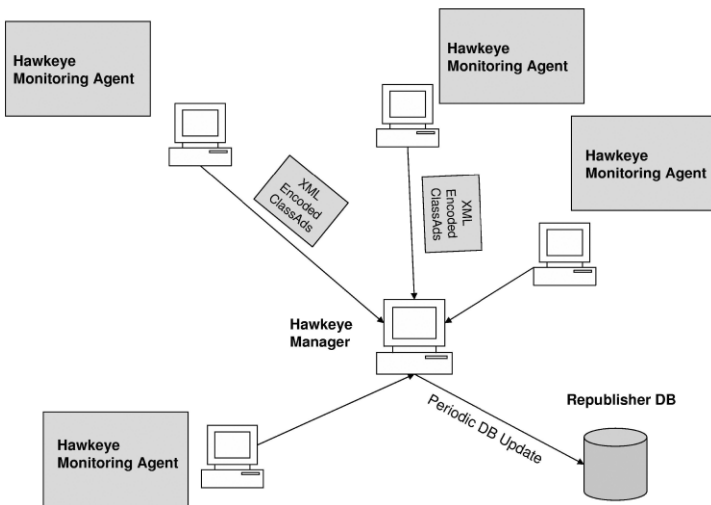 Hawkeye
Monitoring Agent
Hawkeye
Monitoring Agent
Hawkeye
Monitoring Agent
XML
Encoded
ClassAds
XML
Encoded
ClassAds
Hawkeye
Manager
Periodic DB Update
Republisher DB
Hawkeye
Monitoring Agent